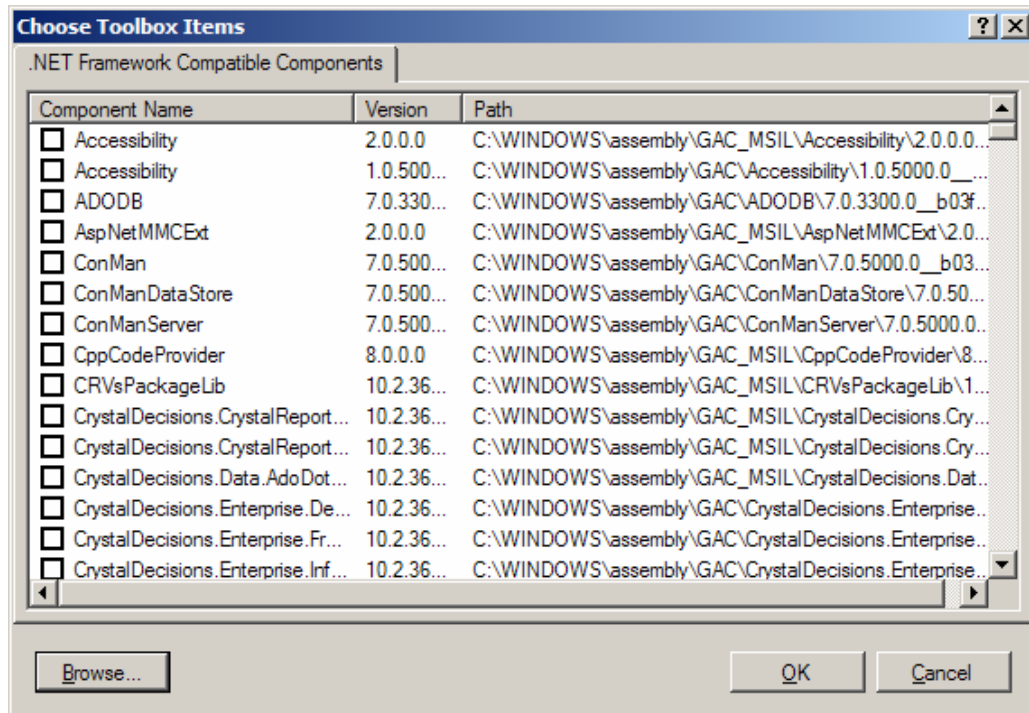 Choose Toolbox Items
.NET Framework Compatible Components
Component Name Version Path
Accessibility 2.0.0.0 C:\WINDOWS\assembly\GAC_MSIL\Accessibility\2.0.0.0...
Accessibility 1.0.500... C:\WINDOWS\assembly\GAC\Accessibility\1.0.5000.0__...
ADODB 7.0.330... C:\WINDOWS\assembly\GAC\ADODB\7.0.3300.0__b03f...
AspNetMMCExt 2.0.0.0 C:\WINDOWS\assembly\GAC_MSIL\AspNetMMCExt\2.0...
ConMan 7.0.500... C:\WINDOWS\assembly\GAC\ConMan\7.0.5000.0__b03...
ConManDataStore 7.0.500... C:\WINDOWS\assembly\GAC\ConManDataStore\7.0.50...
ConManServer 7.0.500... C:\WINDOWS\assembly\GAC\ConManServer\7.0.5000.0...
CppCodeProvider 8.0.0.0 C:\WINDOWS\assembly\GAC_MSIL\CppCodeProvider\8...
CRVsPackageLib 10.2.36... C:\WINDOWS\assembly\GAC_MSIL\CRVsPackageLib\1...
CrystalDecisions.CrystalReport... 10.2.36... C:\WINDOWS\assembly\GAC_MSIL\CrystalDecisions.Cry...
CrystalDecisions.CrystalReport... 10.2.36... C:\WINDOWS\assembly\GAC_MSIL\CrystalDecisions.Cry...
CrystalDecisions.Data.AdoDot... 10.2.36... C:\WINDOWS\assembly\GAC_MSIL\CrystalDecisions.Dat...
CrystalDecisions.Enterprise.De... 10.2.36... C:\WINDOWS\assembly\GAC\CrystalDecisions.Enterprise...
CrystalDecisions.Enterprise.Fr... 10.2.36... C:\WINDOWS\assembly\GAC\CrystalDecisions.Enterprise...
CrystalDecisions.Enterprise.Inf... 10.2.36... C:\WINDOWS\assembly\GAC\CrystalDecisions.Enterprise...
Browse... OK Cancel